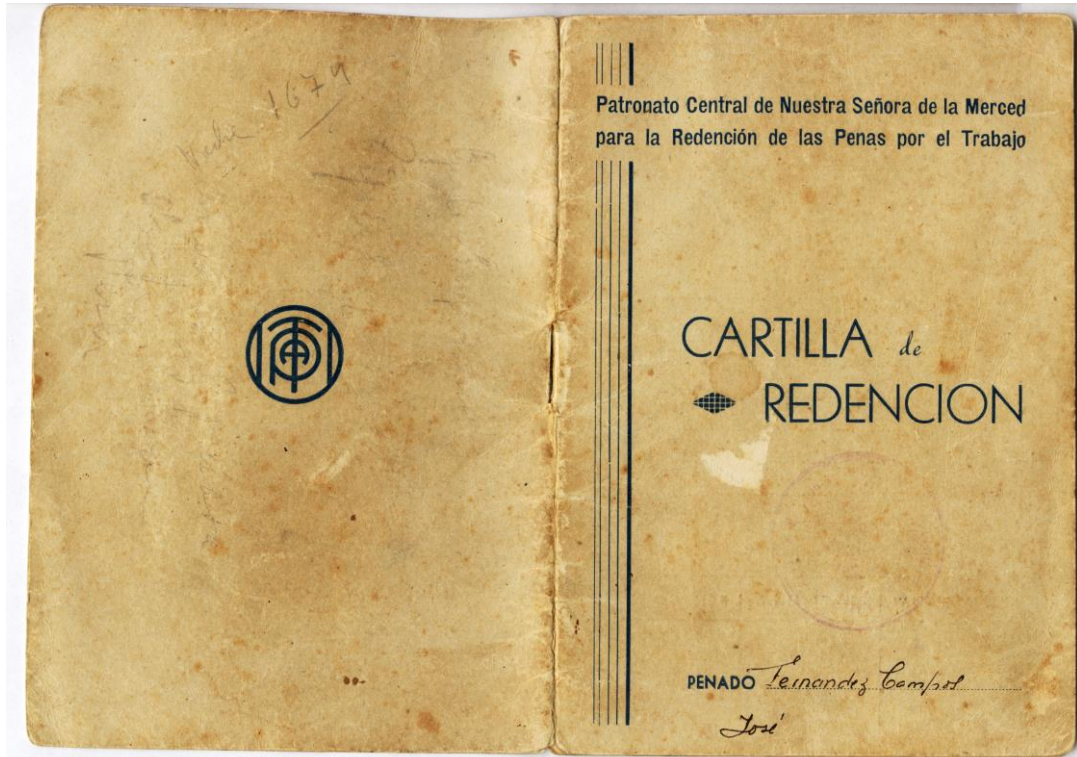 1679
Patronato Central de Nuestra Señora de la Merced
para la Redención de las Penas por el Trabajo
CARTILLA de
REDENCION
PENADO Fernandez Campos
José